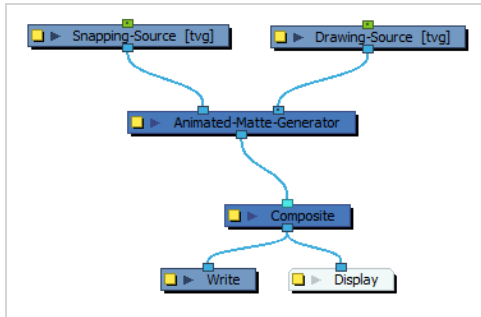 Snapping-Source [tvg]
Drawing-Source [tvg]
Animated-Matte-Generator
Composite
Write
Display